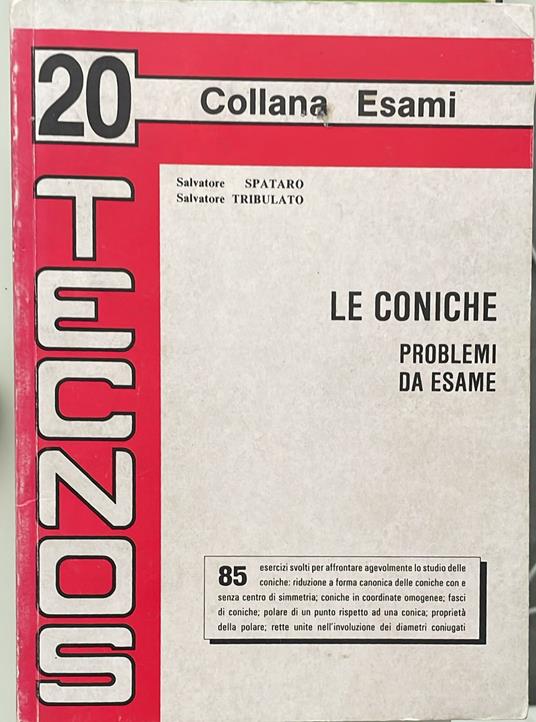 20
Collana Esami
TECNOS
Salvatore SPATARO
Salvatore TRIBULATO
LE CONICHE
PROBLEMI
DA ESAME
85 esercizi svolti per affrontare agevolmente lo studio delle
coniche: riduzione a forma canonica delle coniche con e
senza centro di simmetria; coniche in coordinate omogenee; fasci
di coniche; polare di un punto rispetto ad una conica; proprietà
della polare; rette unite nell'involuzione dei diametri coniugati